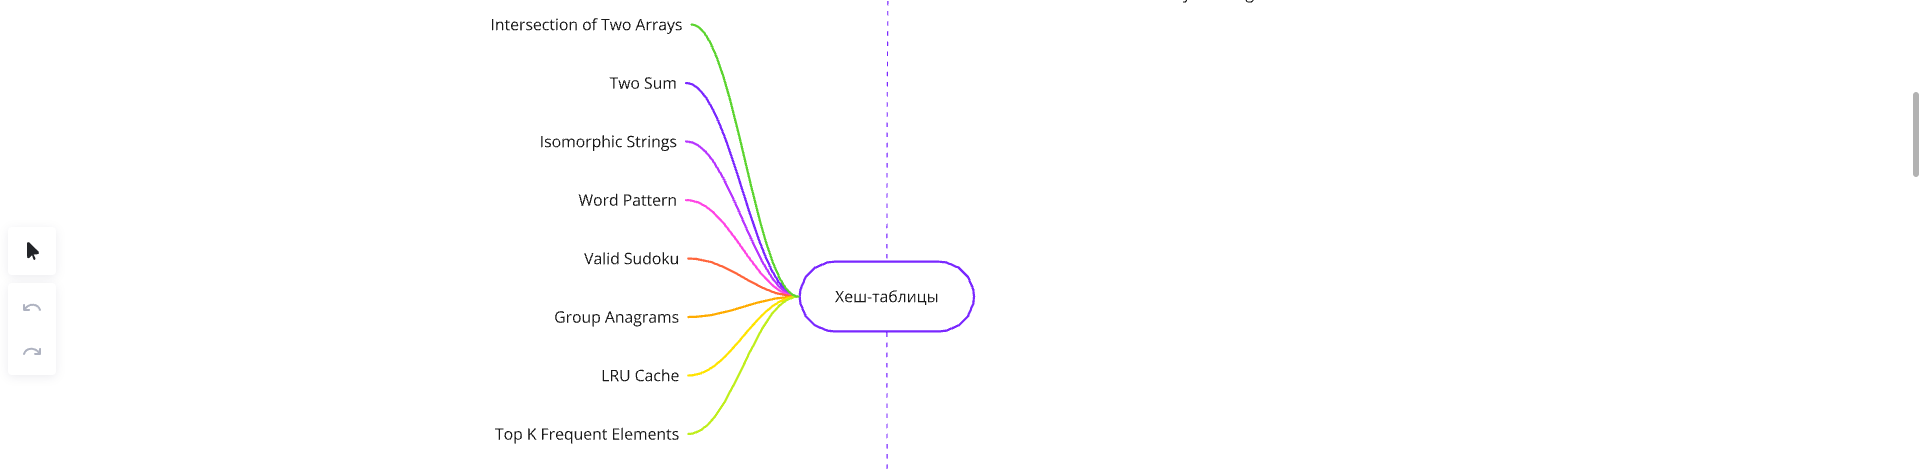 Intersection of Two Arrays
Two Sum
Isomorphic Strings
Word Pattern
Valid Sudoku
Хеш-таблицы
Group Anagrams
LRU Cache
Top K Frequent Elements